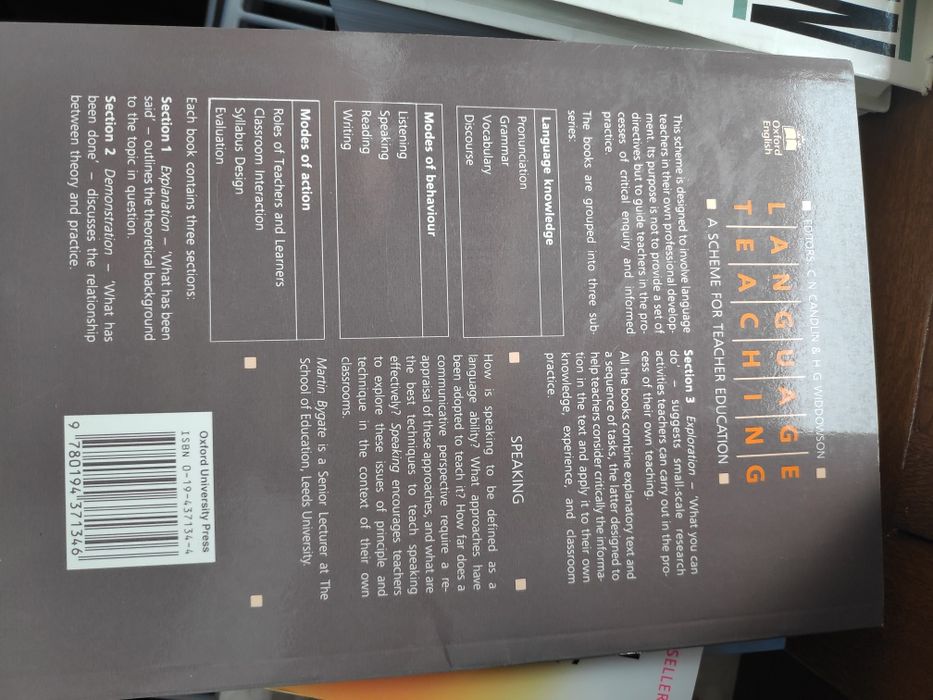 EDITORS: C N CANDLIN & H G WIDDOWSON
LANGUAGE
TEACHING
A SCHEME FOR TEACHER EDUCATION
Oxford
English
This scheme is designed to involve language
teachers in their own professional develop-
ment. Its purpose is not to provide a set of
directives but to guide teachers in the pro-
cesses of critical enquiry and informed
practice.
The books are grouped into three sub-
series:
Language knowledge
Pronunciation
Grammar
Vocabulary
Discourse
Modes of behaviour
Listening
Speaking
Reading
Writing
Modes of action
Roles of Teachers and Learners
Classroom Interaction
Syllabus Design
Evaluation
Each book contains three sections:
Section 1 Explanation – 'What has been
said' – outlines the theoretical background
to the topic in question.
Section 2 Demonstration – 'What has
been done' – discusses the relationship
between theory and practice.
Section 3 Exploration – 'What you can
do' – suggests small-scale research
activities teachers can carry out in the pro-
cess of their own teaching.
All the books combine explanatory text and
a sequence of tasks, the latter designed to
help teachers consider critically the informa-
tion in the text and apply it to their own
knowledge, experience, and classroom
practice.
SPEAKING
How is speaking to be defined as a
language ability? What approaches have
been adopted to teach it? How far does a
communicative perspective require a re-
appraisal of these approaches, and what are
the best techniques to teach speaking
effectively? Speaking encourages teachers
to explore these issues of principle and
technique in the context of their own
classrooms.
Martin Bygate is a Senior Lecturer at The
School of Education, Leeds University.
Oxford University Press
ISBN 0-19-437134-4
9 780194 371346
SELLER